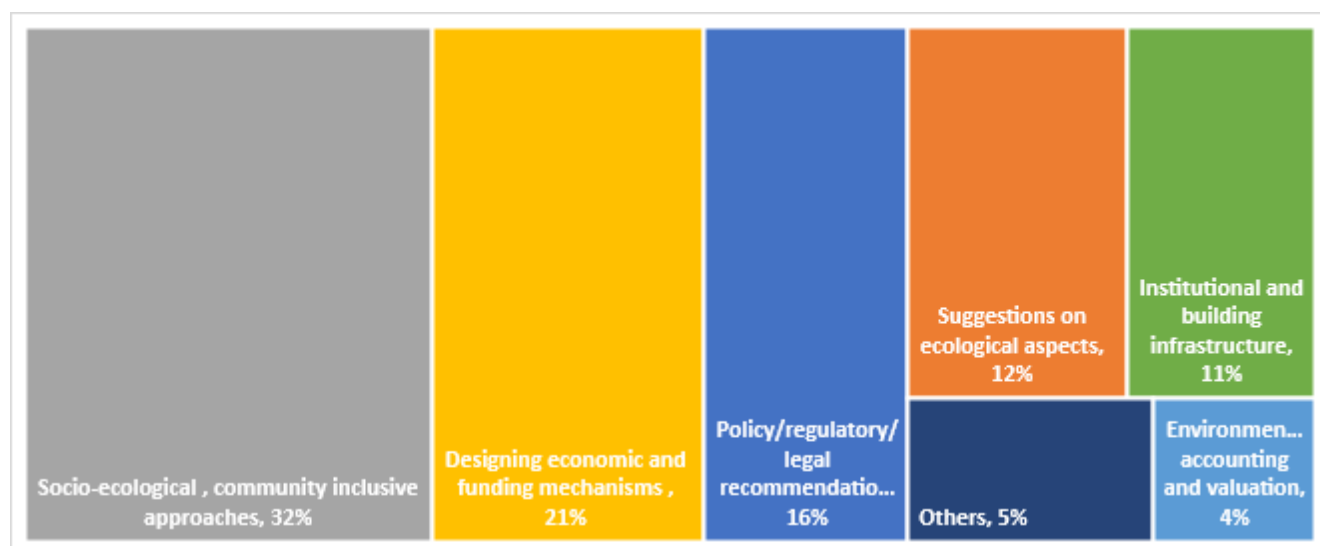 Socio-ecological , community inclusive
approaches, 32%
Designing economic and
funding mechanisms ,
21%
Policy/regulatory/
legal
recommendatio...
16%
Suggestions on
ecological aspects,
12%
Institutional and
building
infrastructure,
11%
Others, 5%
Environmen...
accounting
and valuation,
4%